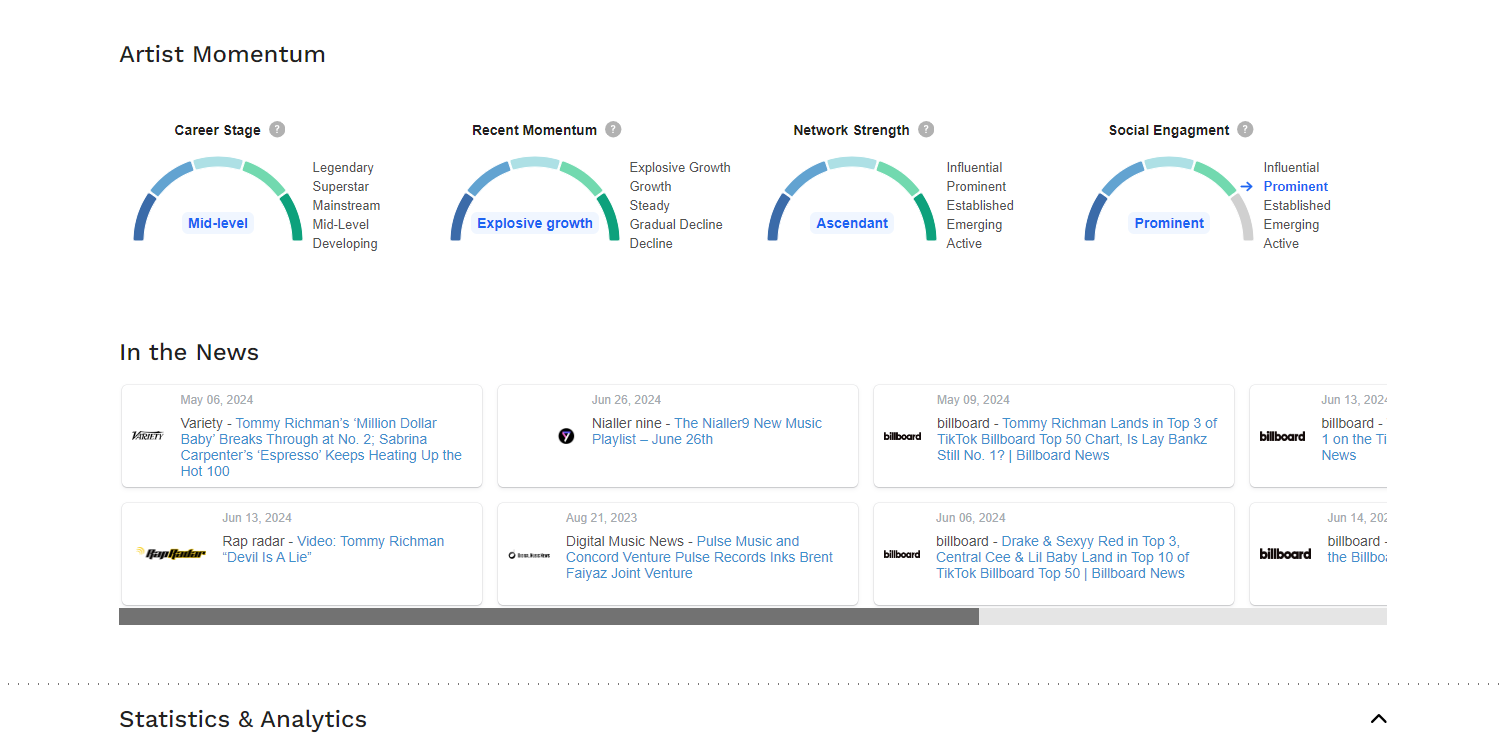 Artist Momentum
Career Stage ?
Legendary
Superstar
Mainstream
Mid-Level
Developing
Mid-level
Recent Momentum ?
Explosive Growth
Growth
Steady
Gradual Decline
Decline
Explosive growth
Network Strength ?
Influential
Prominent
Established
Emerging
Active
Ascendant
Social Engagment ?
Influential
Prominent
Established
Emerging
Active
Prominent
In the News
VARIETY
May 06, 2024
Variety - Tommy Richman’s ‘Million Dollar
Baby’ Breaks Through at No. 2; Sabrina
Carpenter’s ‘Espresso’ Keeps Heating Up the
Hot 100
Jun 26, 2024
Nialler nine - The Nialler9 New Music
Playlist – June 26th
billboard
May 09, 2024
billboard - Tommy Richman Lands in Top 3 of
TikTok Billboard Top 50 Chart, Is Lay Bankz
Still No. 1? | Billboard News
billboard
Jun 13, 2024
billboard -
1 on the Ti
News
RapRadar
Jun 13, 2024
Rap radar - Video: Tommy Richman
“Devil Is A Lie”
Digital Music News
Aug 21, 2023
Digital Music News - Pulse Music and
Concord Venture Pulse Records Inks Brent
Faiyaz Joint Venture
billboard
Jun 06, 2024
billboard - Drake & Sexyy Red in Top 3,
Central Cee & Lil Baby Land in Top 10 of
TikTok Billboard Top 50 | Billboard News
billboard
Jun 14, 202
billboard -
the Billboa
Statistics & Analytics